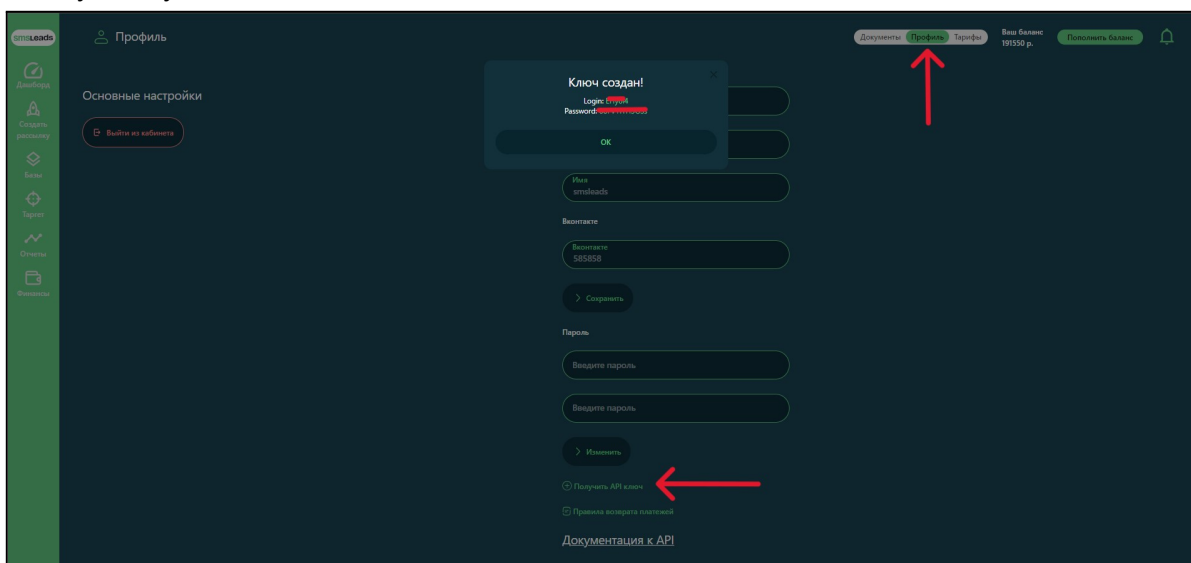 smsLeads
Профиль
Документы Профиль Тарифы
Ваш баланс
191550 р.
Пополнить баланс
Дашборд
Создать
рассылку
Базы
Таргет
Отчеты
Финансы
Основные настройки
Выйти из кабинета
Ключ создан!
Login:
Password:
OK
Имя
smsleads
Вконтакте
Вконтакте
585858
Сохранить
Пароль
Введите пароль
Введите пароль
Изменить
Получить API ключ
Правила возврата платежей
Документация к API